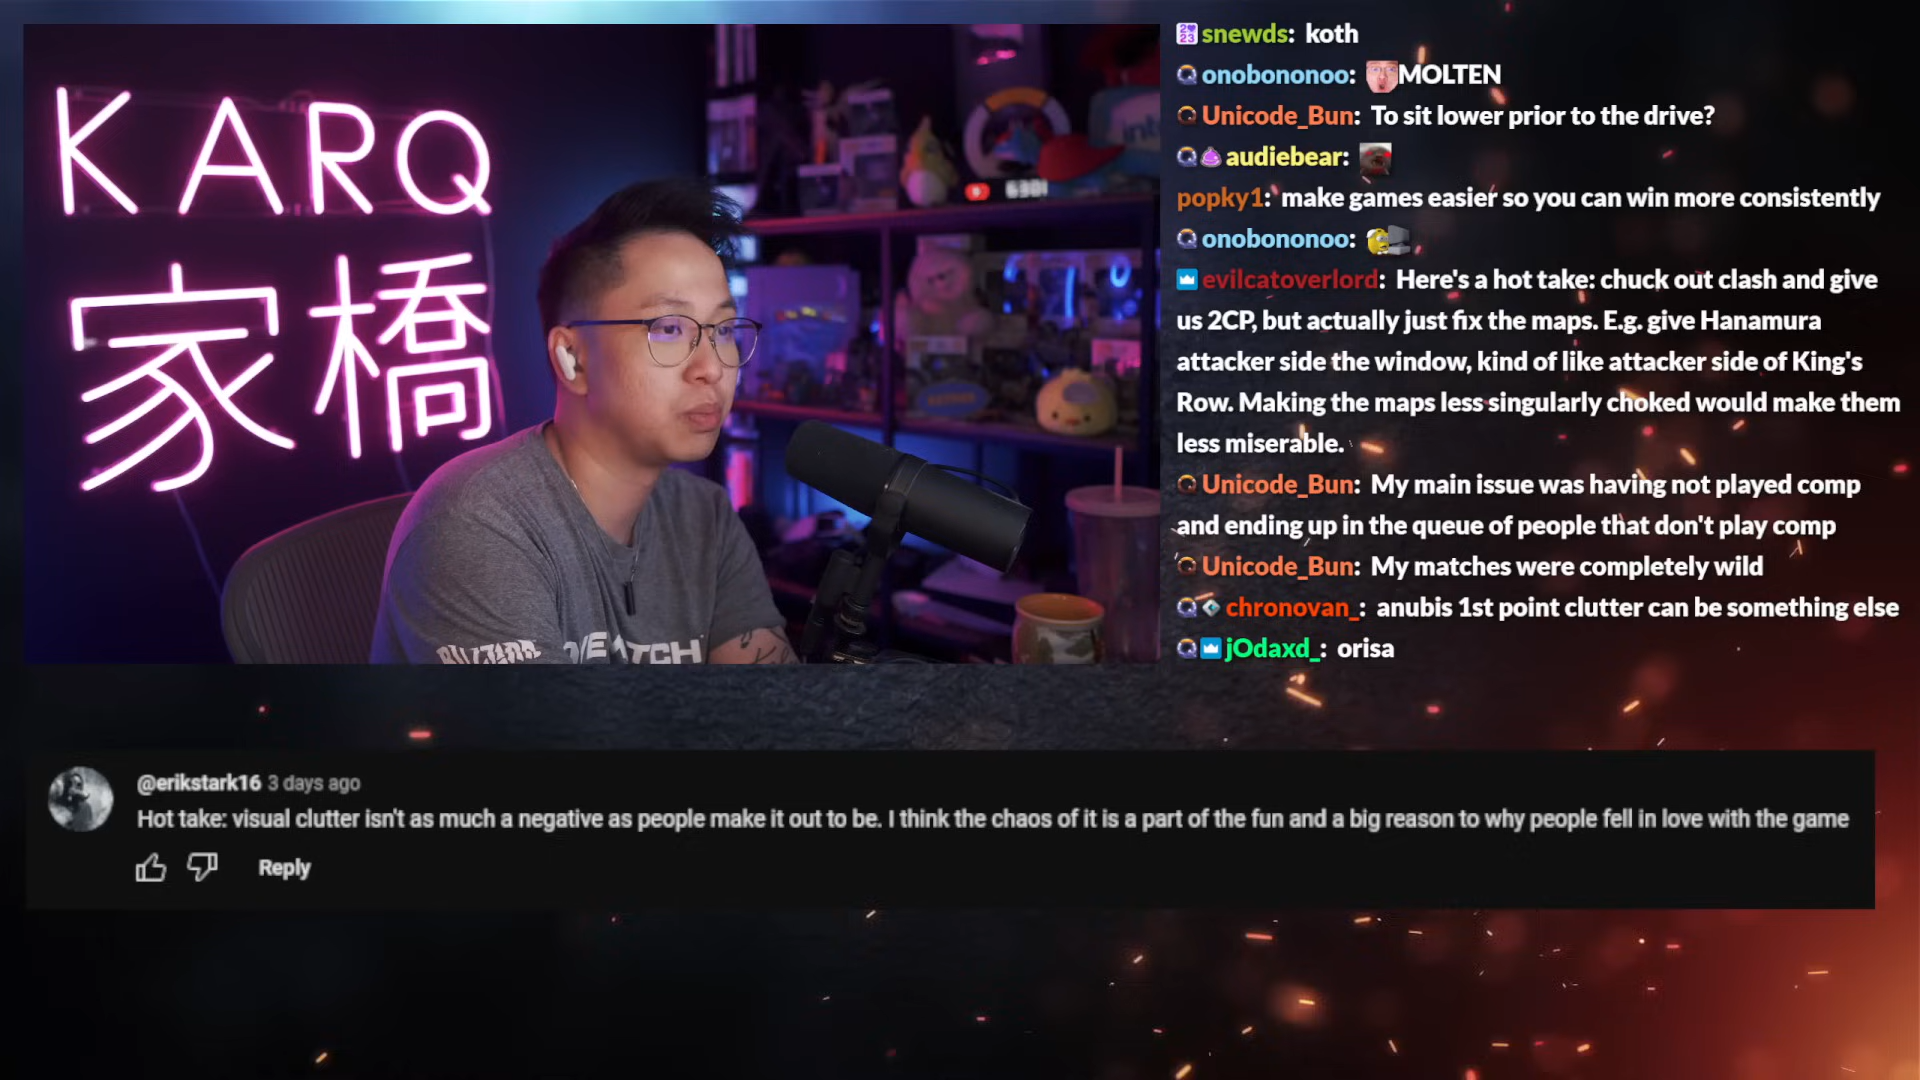 KARQ
家橋
6301
BLIZZARD OVERWATCH
snewds: koth
onobononoo: MOLTEN
Unicode_Bun: To sit lower prior to the drive?
audiebear:
popky1: make games easier so you can win more consistently
onobononoo:
evilcatoverlord: Here's a hot take: chuck out clash and give
us 2CP, but actually just fix the maps. E.g. give Hanamura
attacker side the window, kind of like attacker side of King's
Row. Making the maps less singularly choked would make them
less miserable.
Unicode_Bun: My main issue was having not played comp
and ending up in the queue of people that don't play comp
Unicode_Bun: My matches were completely wild
chronovan_: anubis 1st point clutter can be something else
jOdaxd_: orisa
@erikstark16 3 days ago
Hot take: visual clutter isn't as much a negative as people make it out to be. I think the chaos of it is a part of the fun and a big reason to why people fell in love with the game
Reply